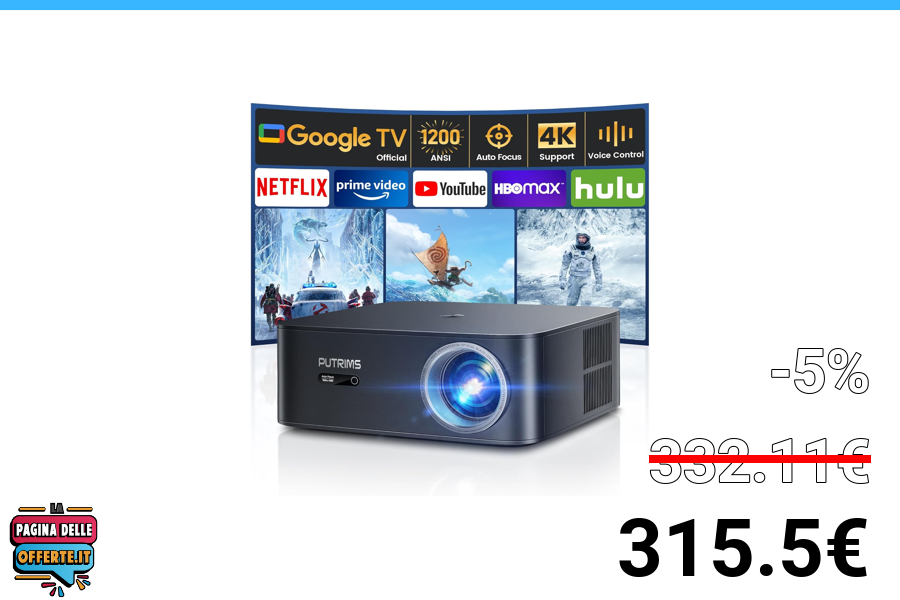 Google TV
Official
1200
ANSI
Auto Focus
4K
Support
Voice Control
NETFLIX
prime video
YouTube
HBOMAX
hulu
PUTRIMS
-5%
332.11€
315.5€
LA
PAGINA DELLE
OFFERTE.IT